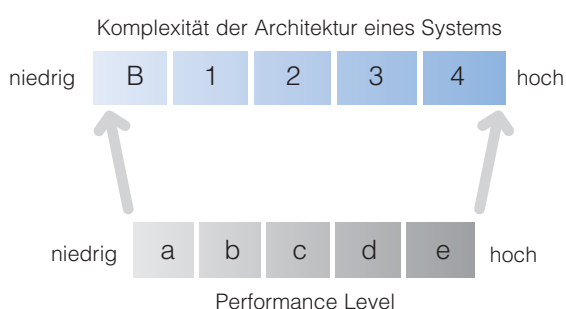 Komplexität der Architektur eines Systems
niedrig B 1 2 3 4 hoch
niedrig a b c d e hoch
Performance Level